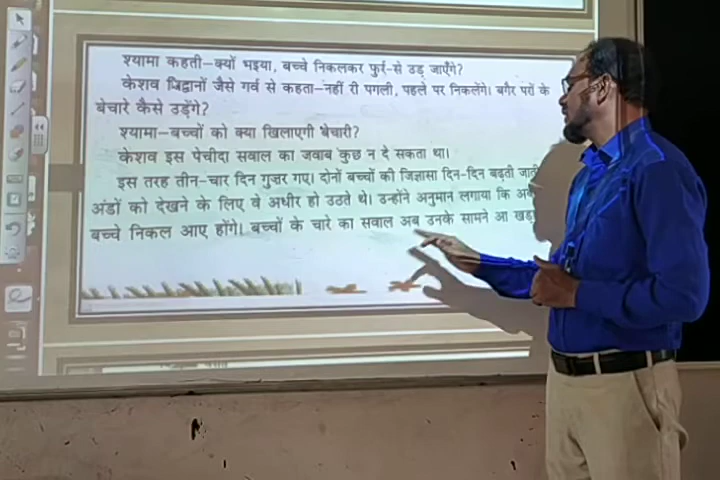 श्यामा कहती–क्यों भइया, बच्चे निकलकर फुर्र-से उड़ जाएँगे?
केशव विद्वानों जैसे गर्व से कहता–नहीं री पगली, पहले पर निकलेंगे। बगैर परों के
बेचारे कैसे उड़ेंगे?
श्यामा–बच्चों को क्या खिलाएगी बेचारी?
केशव इस पेचीदा सवाल का जवाब कुछ न दे सकता था।
इस तरह तीन–चार दिन गुज़र गए। दोनों बच्चों की जिज्ञासा दिन-दिन बढ़ती जाती
अंडों को देखने के लिए वे अधीर हो उठते थे। उन्होंने अनुमान लगाया कि
बच्चे निकल आए होंगे। बच्चों के चारे का सवाल अब उनके सामने आ